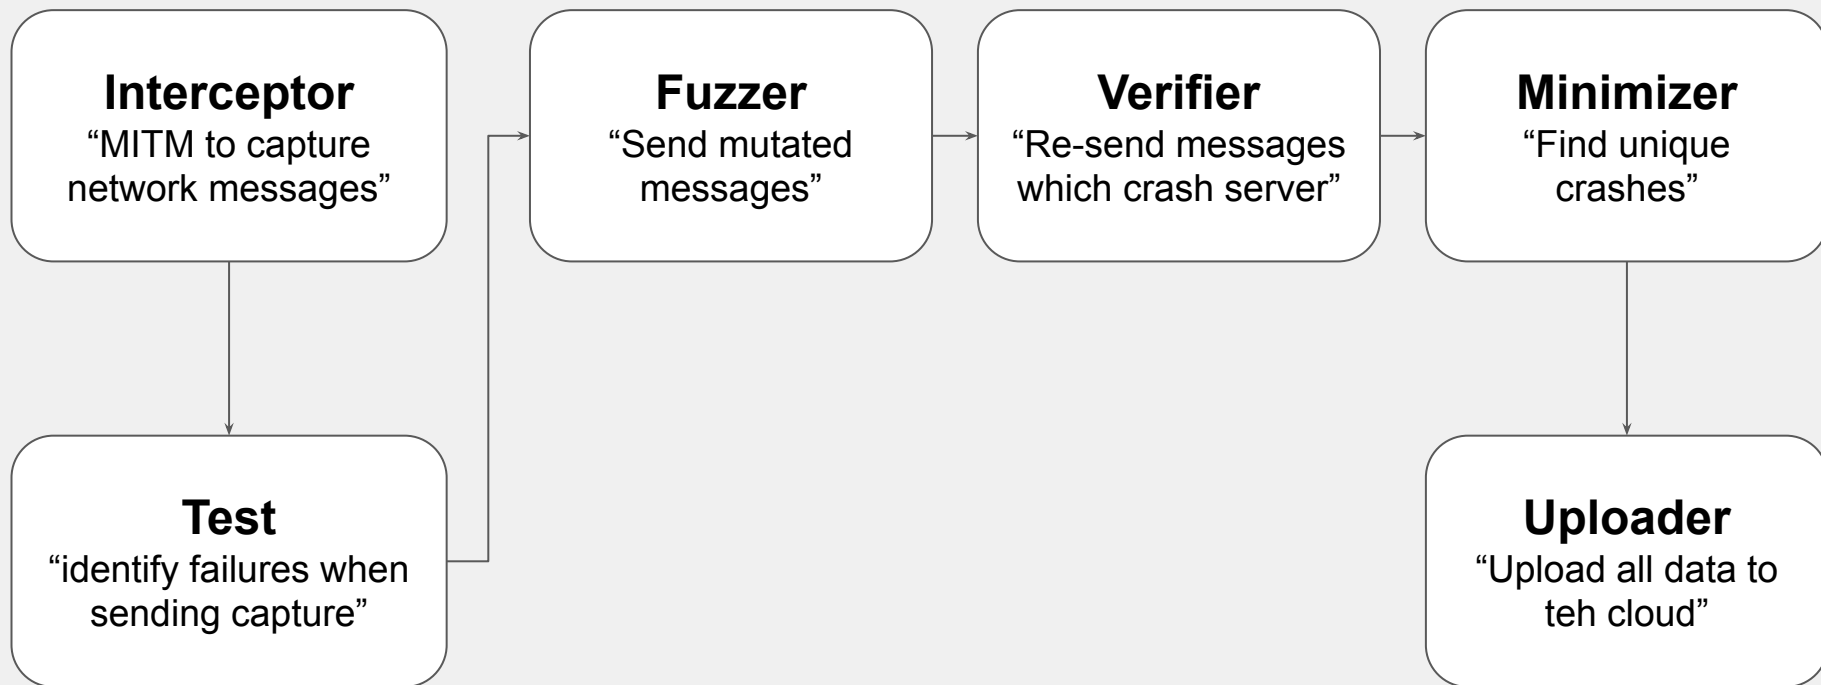 Interceptor
“MITM to capture
network messages”
Test
“identify failures when
sending capture”
Fuzzer
“Send mutated
messages”
Verifier
“Re-send messages
which crash server”
Minimizer
“Find unique
crashes”
Uploader
“Upload all data to
teh cloud”